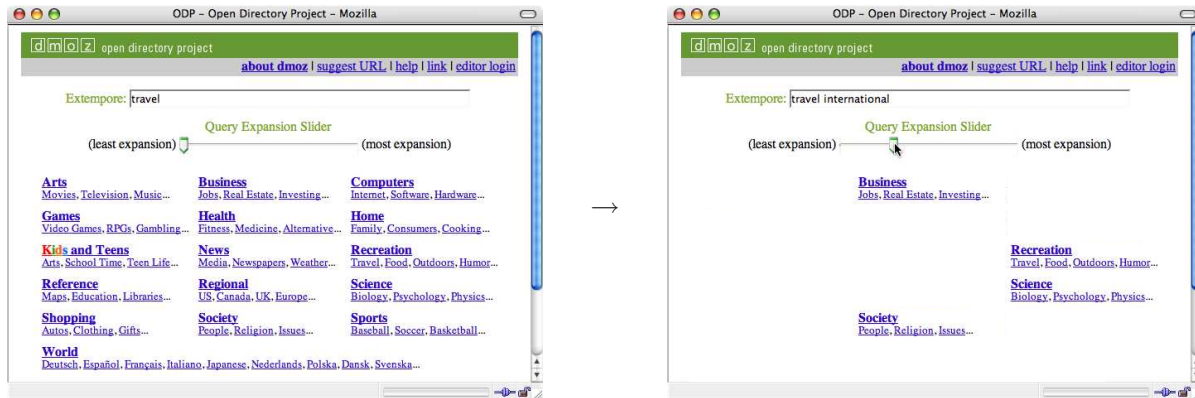 ODP – Open Directory Project – Mozilla
dmoz open directory project
about dmoz | suggest URL | help | link | editor login
Extempore: travel
Query Expansion Slider
(least expansion) (most expansion)
Arts Business Computers
Movies, Television, Music... Jobs, Real Estate, Investing... Internet, Software, Hardware...
Games Health Home
Video Games, RPGs, Gambling... Fitness, Medicine, Alternative... Family, Consumers, Cooking...
Kids and Teens News Recreation
Arts, School Time, Teen Life... Media, Newspapers, Weather... Travel, Food, Outdoors, Humor...
Reference Regional Science
Maps, Education, Libraries... US, Canada, UK, Europe... Biology, Psychology, Physics...
Shopping Society Sports
Autos, Clothing, Gifts... People, Religion, Issues... Baseball, Soccer, Basketball...
World
Deutsch, Español, Français, Italiano, Japanese, Nederlands, Polska, Dansk, Svenska...
→
ODP – Open Directory Project – Mozilla
dmoz open directory project
about dmoz | suggest URL | help | link | editor login
Extempore: travel international
Query Expansion Slider
(least expansion) (most expansion)
Business
Jobs, Real Estate, Investing...
Recreation
Travel, Food, Outdoors, Humor...
Science
Biology, Psychology, Physics...
Society
People, Religion, Issues...